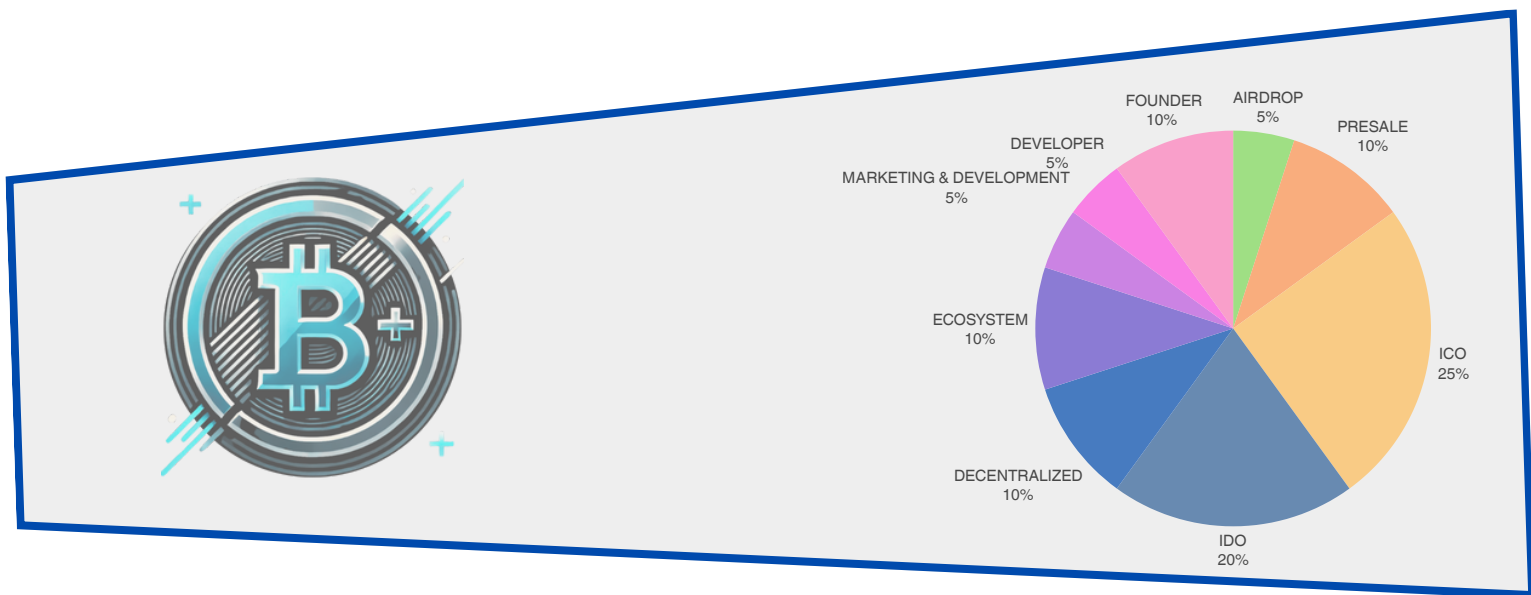 FOUNDER
10%
AIRDROP
5%
PRESALE
10%
DEVELOPER
5%
MARKETING & DEVELOPMENT
5%
ECOSYSTEM
10%
ICO
25%
DECENTRALIZED
10%
IDO
20%
B+